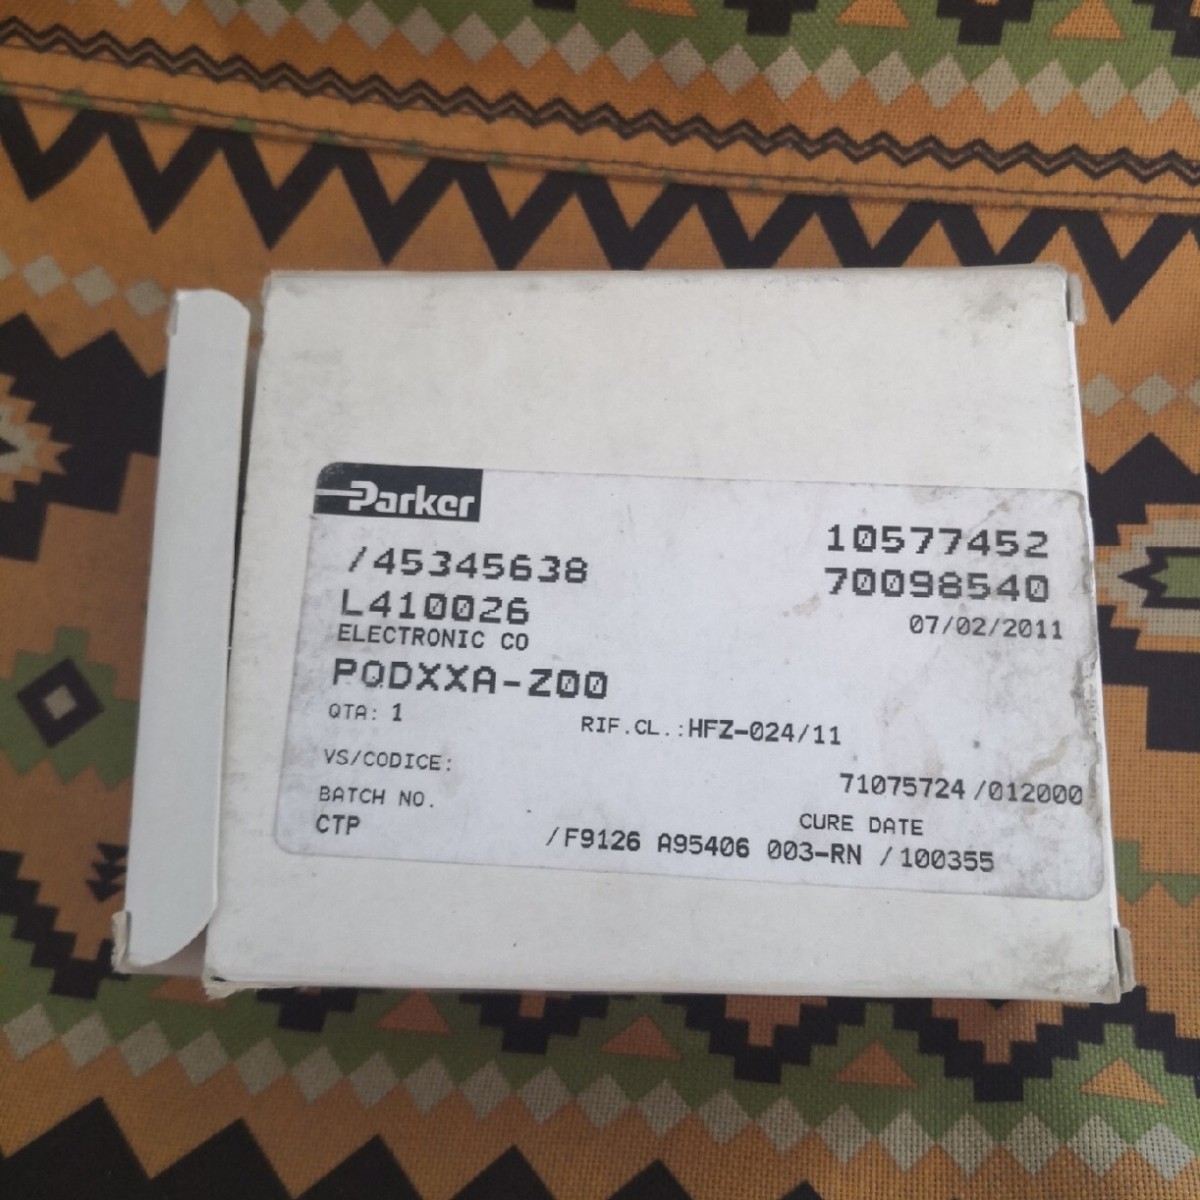 Parker
/45345638
10577452
L410026
70098540
ELECTRONIC CO
07/02/2011
PQDXXA-Z00
QTA: 1
RIF.CL.:HFZ-024/11
VS/CODICE:
71075724 /012000
BATCH NO.
CURE DATE
CTP
/F9126 A95406 003-RN /100355